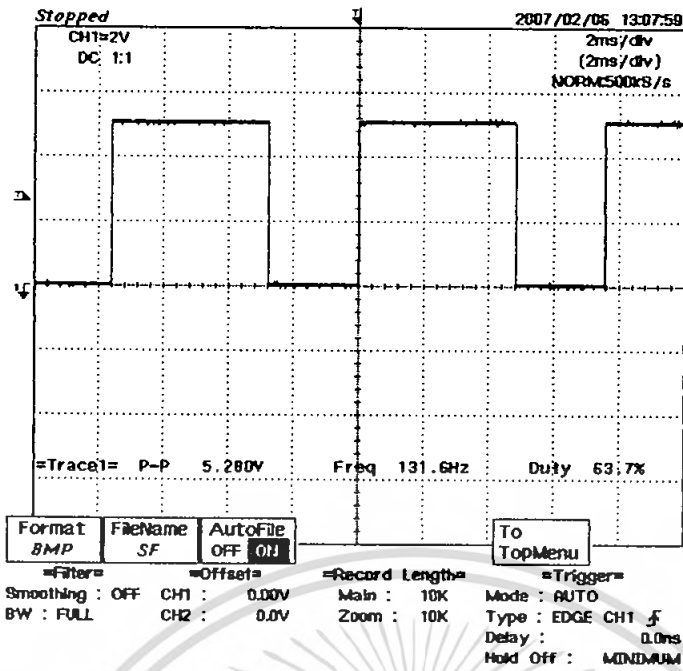 Stopped 2007/02/06 13:07:59
CH1=2V 2ms/div
DC 1:1 (2ms/div)
NORM:500kS/s
=Trace1= P-P 5.280V Freq 131.6Hz Duty 63.7%
Format FileName AutoFile To
BMP SF OFF ON TopMenu
=Filter= =Offset= =Record Length= =Trigger=
Smoothing : OFF CH1 : 0.00V Main : 10K Mode : AUTO
BW : FULL CH2 : 0.0V Zoom : 10K Type : EDGE CH1
Delay : 0.0ns
Hold Off : MINIMUM